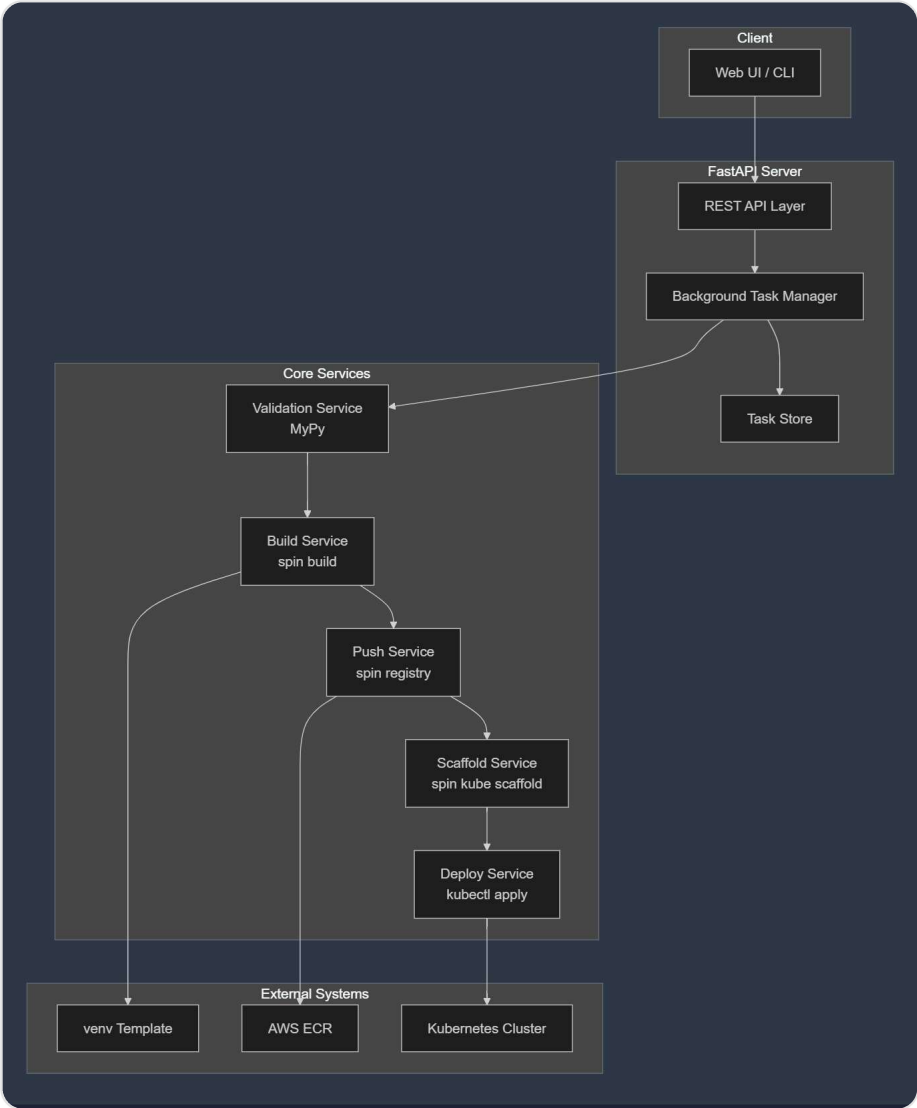 Client
Web UI / CLI
FastAPI Server
REST API Layer
Background Task Manager
Core Services
Validation Service
MyPy
Task Store
Build Service
spin build
Push Service
spin registry
Scaffold Service
spin kube scaffold
Deploy Service
kubectl apply
External Systems
venv Template
AWS ECR
Kubernetes Cluster